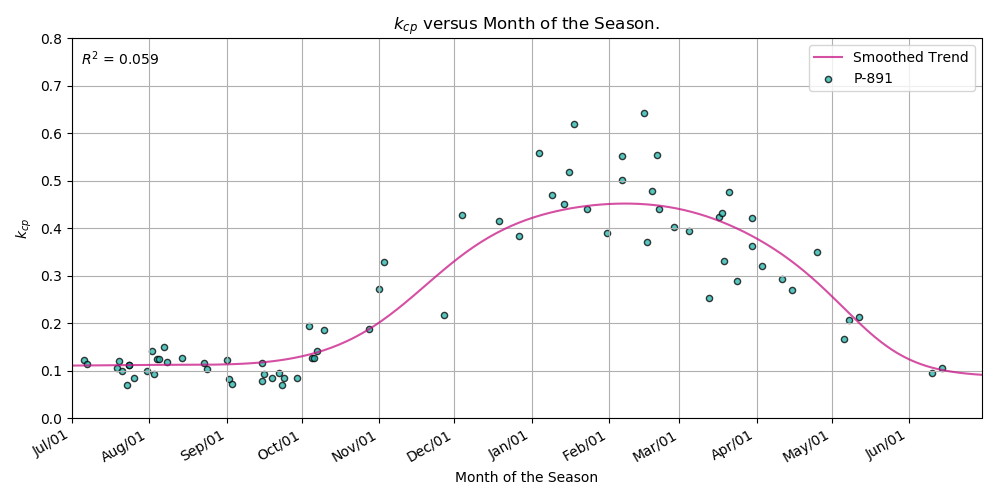 k_cp versus Month of the Season.
R² = 0.059
Smoothed Trend
P-891
k_cp
0.8
0.7
0.6
0.5
0.4
0.3
0.2
0.1
0.0
Jul/01 Aug/01 Sep/01 Oct/01 Nov/01 Dec/01 Jan/01 Feb/01 Mar/01 Apr/01 May/01 Jun/01
Month of the Season